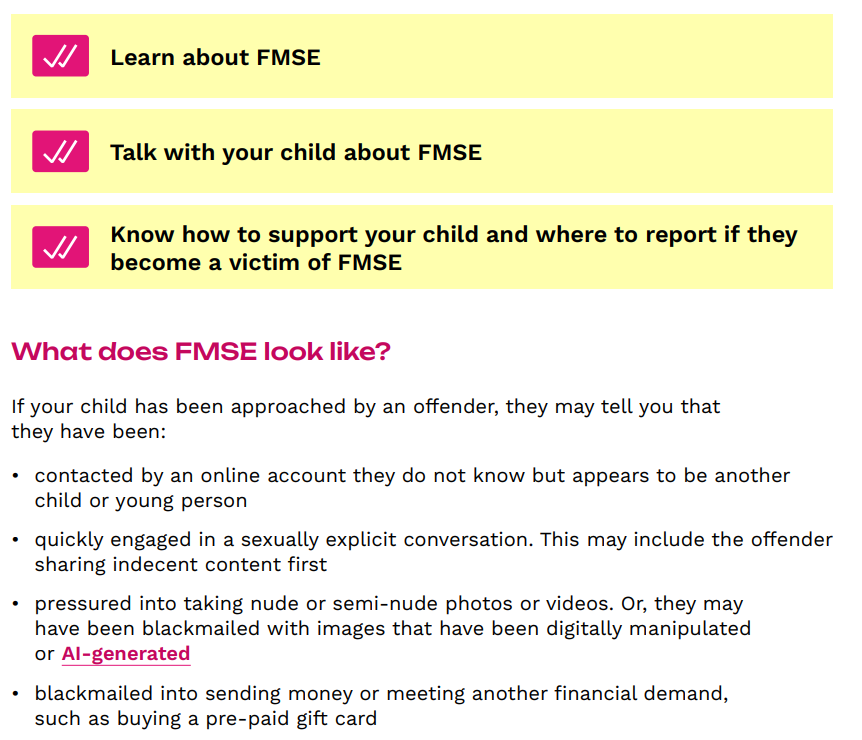 Learn about FMSE
Talk with your child about FMSE
Know how to support your child and where to report if they
become a victim of FMSE
What does FMSE look like?
If your child has been approached by an offender, they may tell you that
they have been:
• contacted by an online account they do not know but appears to be another
child or young person
• quickly engaged in a sexually explicit conversation. This may include the offender
sharing indecent content first
• pressured into taking nude or semi-nude photos or videos. Or, they may
have been blackmailed with images that have been digitally manipulated
or AI-generated
• blackmailed into sending money or meeting another financial demand,
such as buying a pre-paid gift card